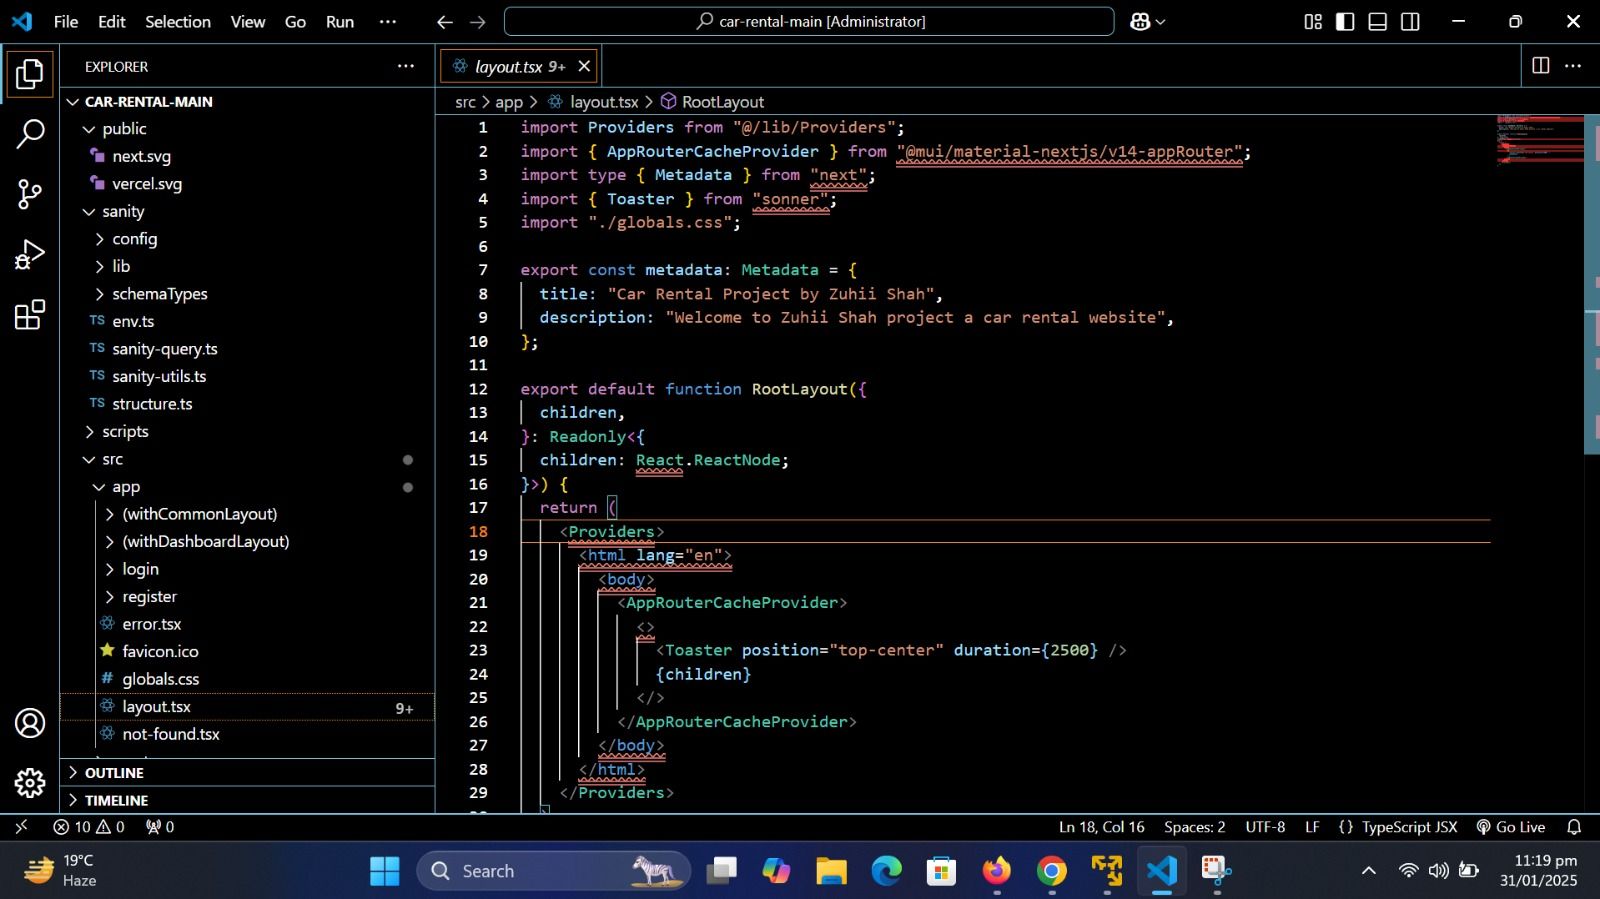 File Edit Selection View Go Run ··· car-rental-main [Administrator]
EXPLORER ···
CAR-RENTAL-MAIN
public
next.svg
vercel.svg
sanity
config
lib
schemaTypes
TS env.ts
TS sanity-query.ts
TS sanity-utils.ts
TS structure.ts
scripts
src
app
(withCommonLayout)
(withDashboardLayout)
login
register
error.tsx
favicon.ico
# globals.css
layout.tsx 9+
not-found.tsx
OUTLINE
TIMELINE
layout.tsx 9+
src > app > layout.tsx > RootLayout
1 import Providers from "@/lib/Providers";
2 import { AppRouterCacheProvider } from "@mui/material-nextjs/v14-appRouter";
3 import type { Metadata } from "next";
4 import { Toaster } from "sonner";
5 import "./globals.css";
6
7 export const metadata: Metadata = {
8 title: "Car Rental Project by Zuhii Shah",
9 description: "Welcome to Zuhii Shah project a car rental website",
10 };
11
12 export default function RootLayout({
13 children,
14 }: Readonly<{
15 children: React.ReactNode;
16 }>) {
17 return (
18 <Providers>
19 <html lang="en">
20 <body>
21 <AppRouterCacheProvider>
22 <>
23 <Toaster position="top-center" duration={2500} />
24 {children}
25 </>
26 </AppRouterCacheProvider>
27 </body>
28 </html>
29 </Providers>
10 0 0 Ln 18, Col 16 Spaces: 2 UTF-8 LF {} TypeScript JSX Go Live
19°C
Haze
Search
11:19 pm
31/01/2025